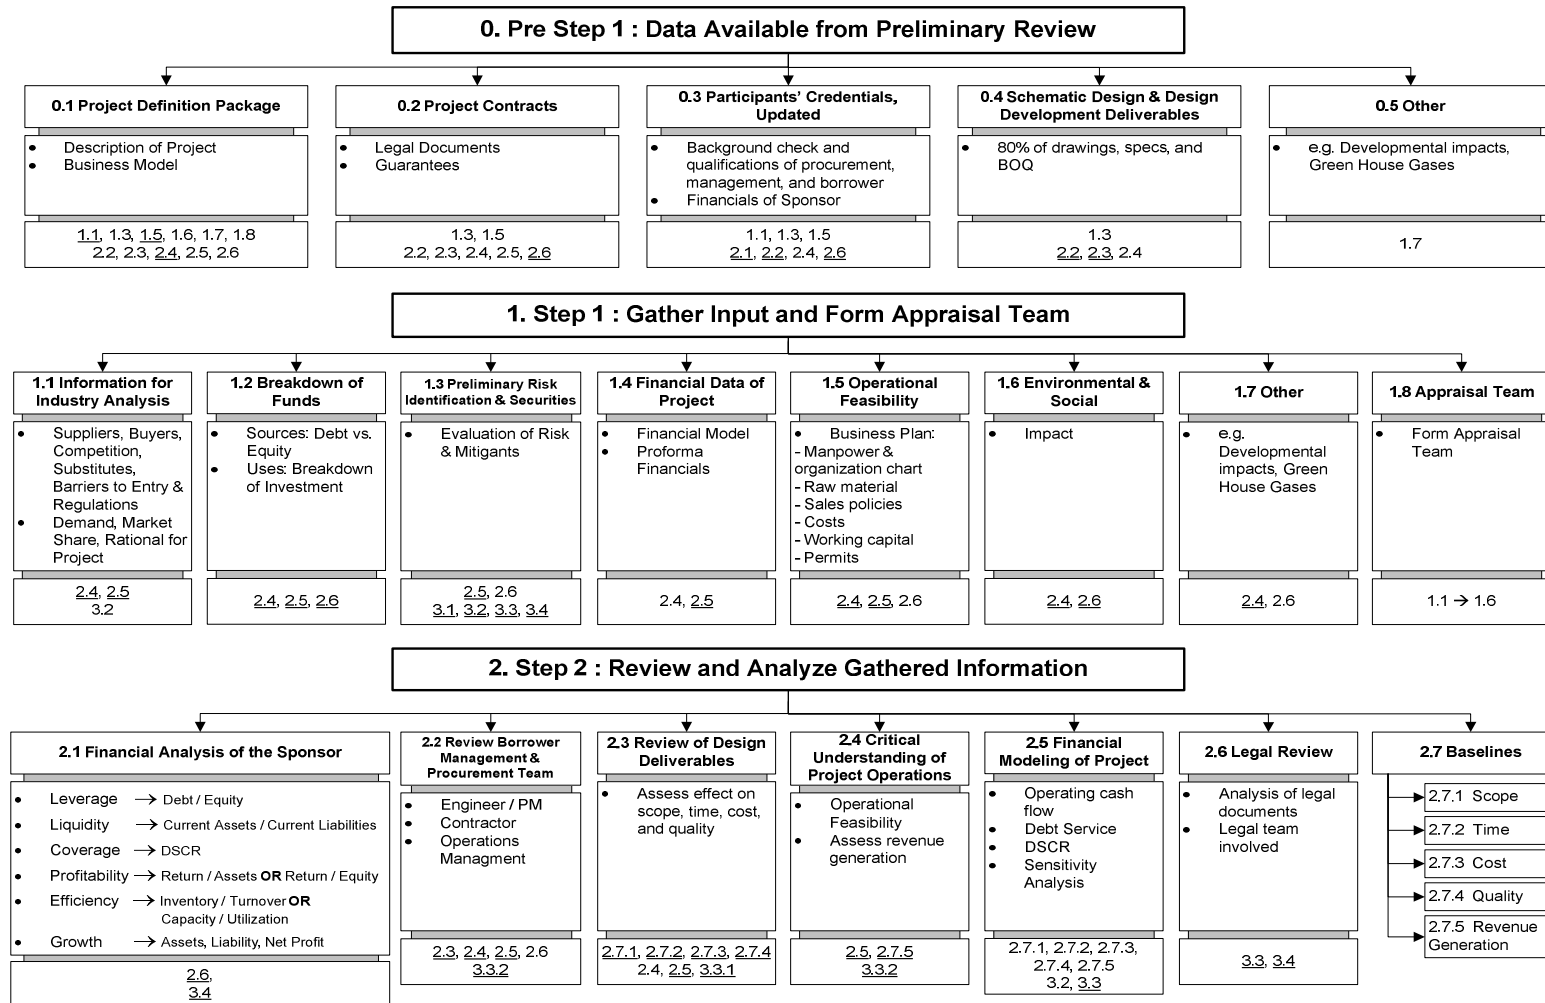 0. Pre Step 1 : Data Available from Preliminary Review
0.1 Project Definition Package
• Description of Project
• Business Model
1.1, 1.3, 1.5, 1.6, 1.7, 1.8
2.2, 2.3, 2.4, 2.5, 2.6
0.2 Project Contracts
• Legal Documents
• Guarantees
1.3, 1.5
2.2, 2.3, 2.4, 2.5, 2.6
0.3 Participants' Credentials,
Updated
• Background check and
qualifications of procurement,
management, and borrower
• Financials of Sponsor
1.1, 1.3, 1.5
2.1, 2.2, 2.4, 2.6
0.4 Schematic Design & Design
Development Deliverables
• 80% of drawings, specs, and
BOQ
1.3
2.2, 2.3, 2.4
0.5 Other
• e.g. Developmental impacts,
Green House Gases
1.7
1. Step 1 : Gather Input and Form Appraisal Team
1.1 Information for
Industry Analysis
• Suppliers, Buyers,
Competition,
Substitutes,
Barriers to Entry &
Regulations
• Demand, Market
Share, Rational for
Project
2.4, 2.5
3.2
1.2 Breakdown of
Funds
• Sources: Debt vs.
Equity
• Uses: Breakdown
of Investment
2.4, 2.5, 2.6
1.3 Preliminary Risk
Identification & Securities
• Evaluation of Risk
& Mitigants
2.5, 2.6
3.1, 3.2, 3.3, 3.4
1.4 Financial Data of
Project
• Financial Model
• Proforma
Financials
2.4, 2.5
1.5 Operational
Feasibility
• Business Plan:
- Manpower &
organization chart
- Raw material
- Sales policies
- Costs
- Working capital
- Permits
2.4, 2.5, 2.6
1.6 Environmental &
Social
• Impact
2.4, 2.6
1.7 Other
• e.g.
Developmental
impacts, Green
House Gases
2.4, 2.6
1.8 Appraisal Team
• Form Appraisal
Team
1.1 → 1.6
2. Step 2 : Review and Analyze Gathered Information
2.1 Financial Analysis of the Sponsor
• Leverage → Debt / Equity
• Liquidity → Current Assets / Current Liabilities
• Coverage → DSCR
• Profitability → Return / Assets OR Return / Equity
• Efficiency → Inventory / Turnover OR
Capacity / Utilization
• Growth → Assets, Liability, Net Profit
2.6,
3.4
2.2 Review Borrower
Management &
Procurement Team
• Engineer / PM
• Contractor
• Operations
Managment
2.3, 2.4, 2.5, 2.6
3.3.2
2.3 Review of Design
Deliverables
• Assess effect on
scope, time, cost,
and quality
2.7.1, 2.7.2, 2.7.3, 2.7.4
2.4, 2.5, 3.3.1
2.4 Critical
Understanding of
Project Operations
• Operational
Feasibility
• Assess revenue
generation
2.5, 2.7.5
3.3.2
2.5 Financial
Modeling of Project
• Operating cash
flow
• Debt Service
• DSCR
• Sensitivity
Analysis
2.7.1, 2.7.2, 2.7.3,
2.7.4, 2.7.5
3.2, 3.3
2.6 Legal Review
• Analysis of legal
documents
• Legal team
involved
3.3, 3.4
2.7 Baselines
2.7.1 Scope
2.7.2 Time
2.7.3 Cost
2.7.4 Quality
2.7.5 Revenue
Generation